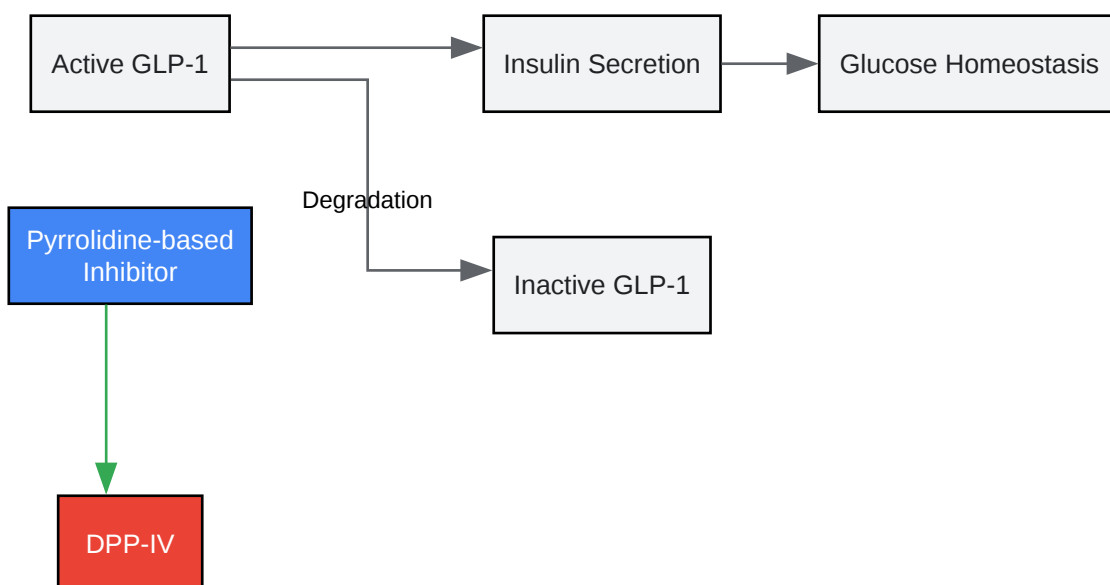 Active GLP-1
Insulin Secretion
Glucose Homeostasis
Degradation
Pyrrolidine-based
Inhibitor
Inactive GLP-1
DPP-IV